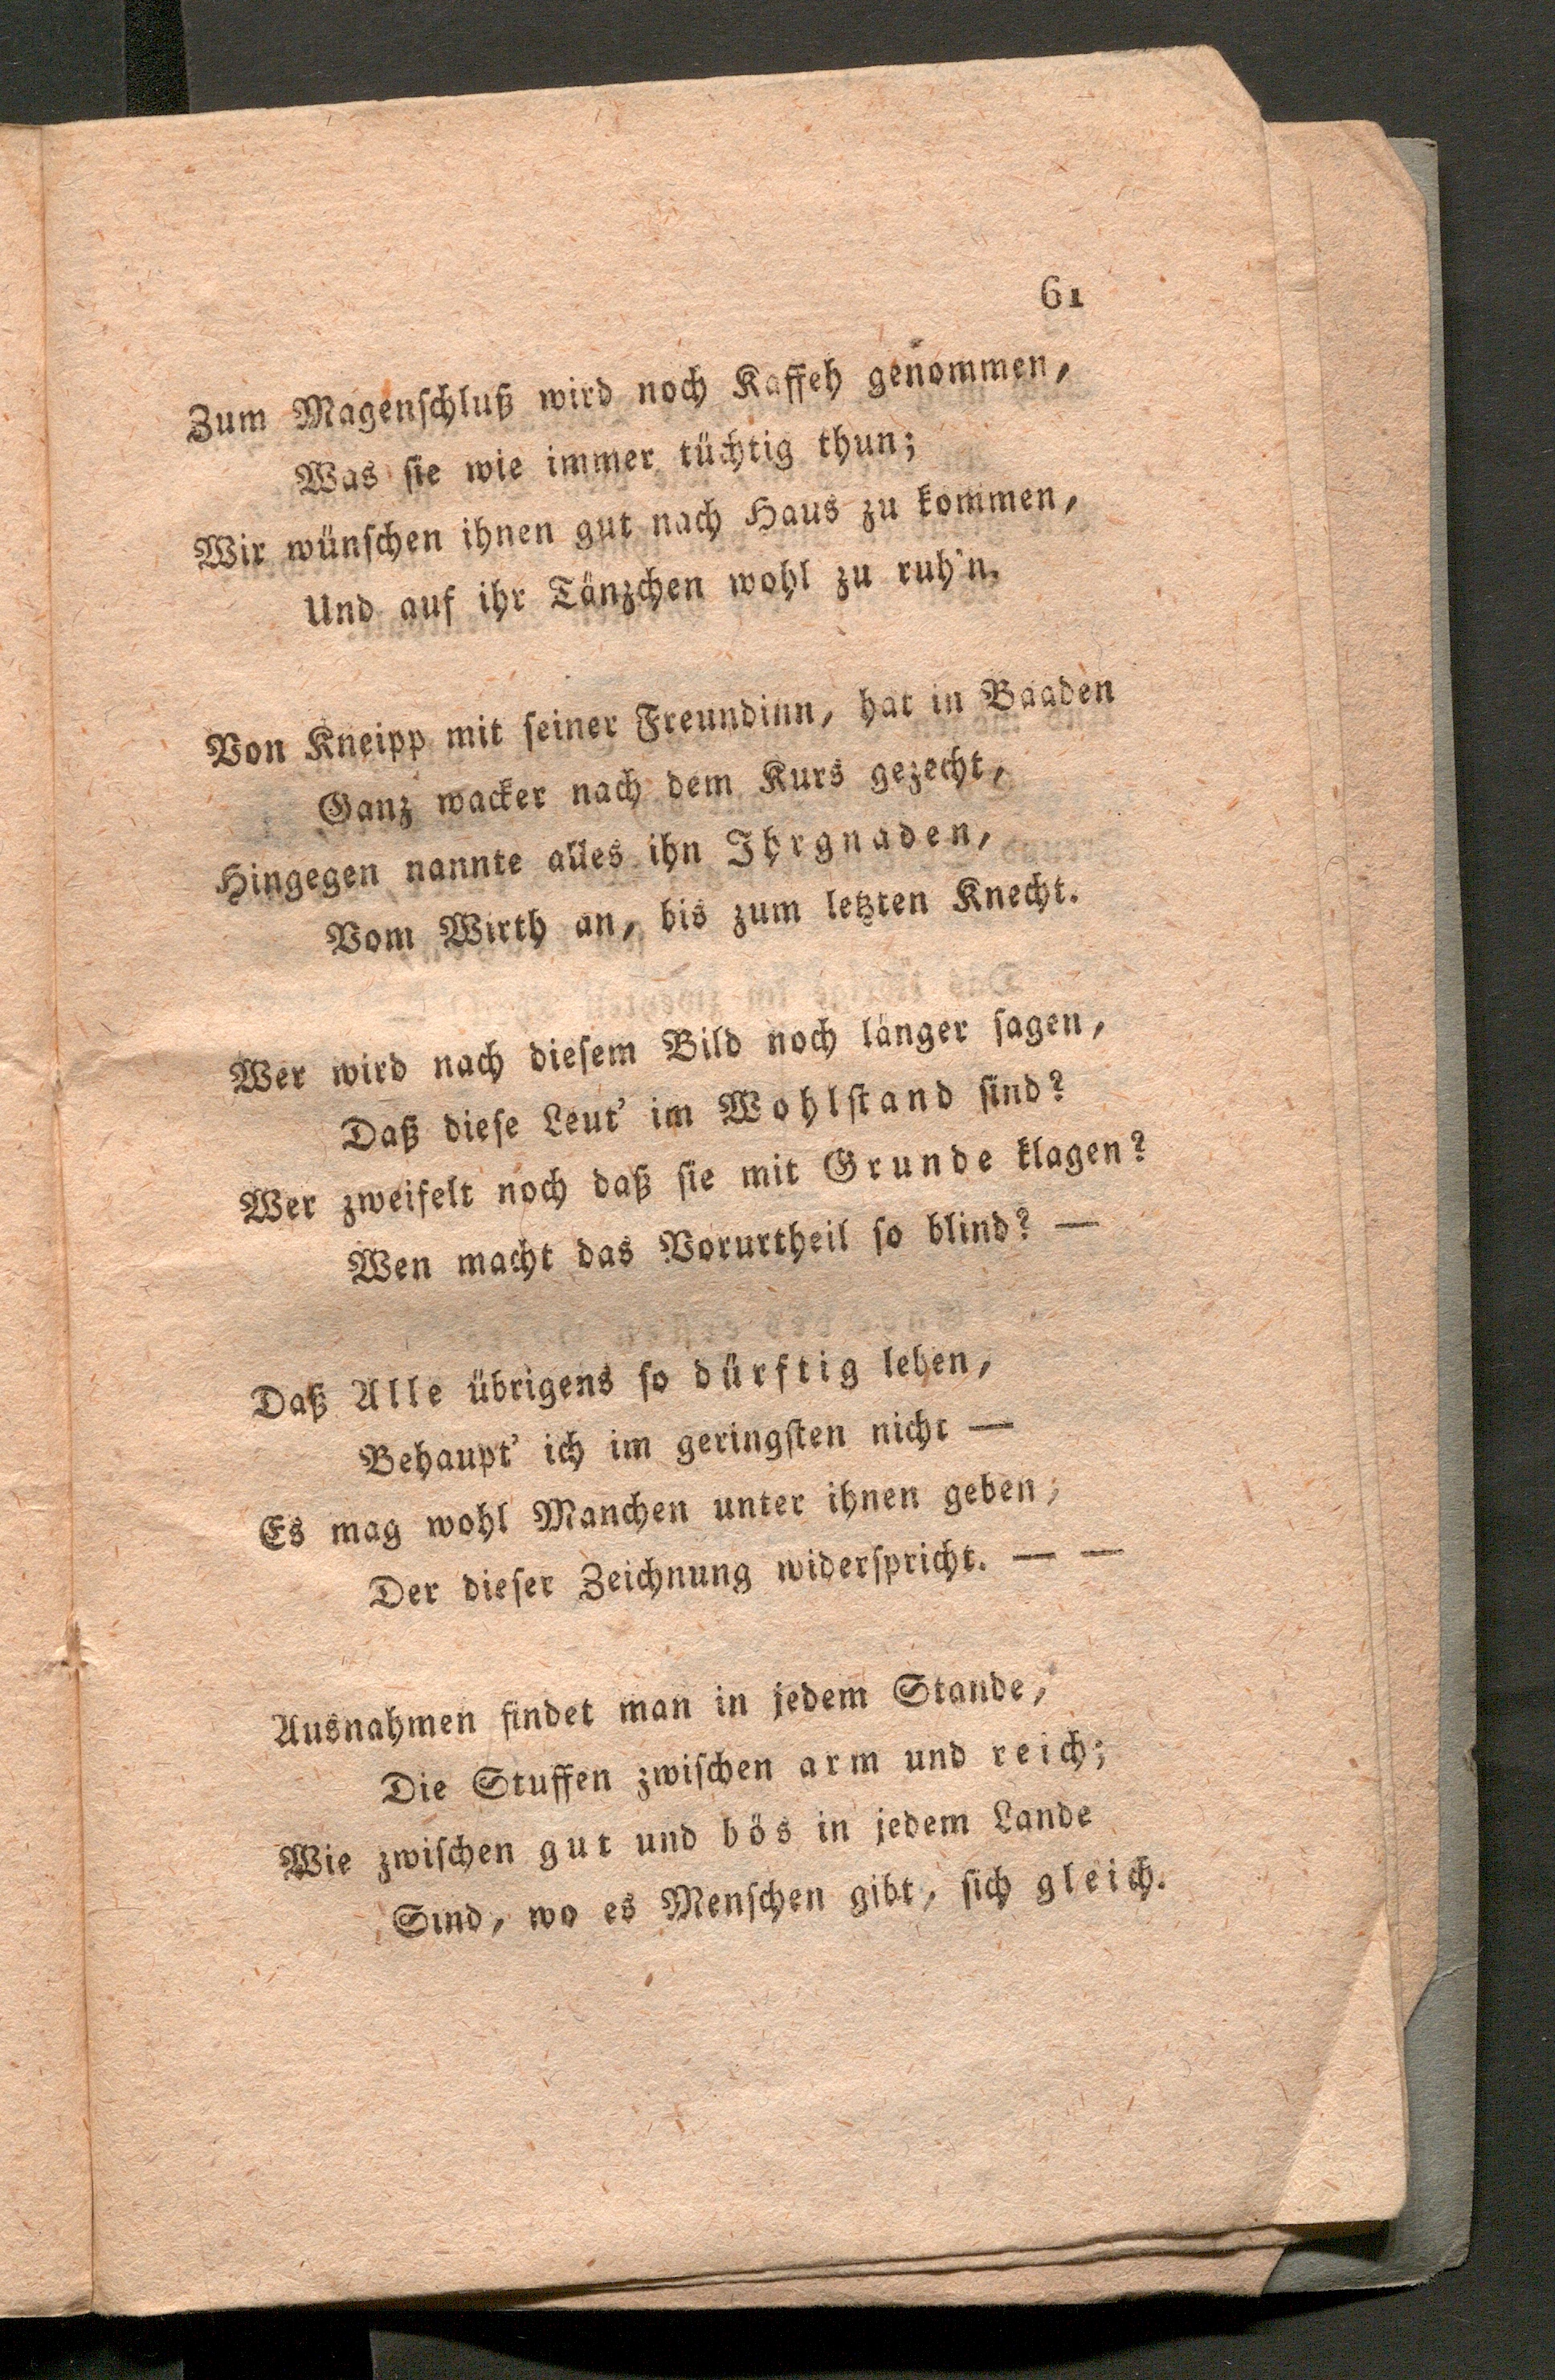 61
Zum Magenschluß wird noch Kaffeh genommen,
Was sie wie immer tüchtig thun;
Wir wünschen ihnen gut nach Haus zu kommen,
Und auf ihr Tänzchen wohl zu ruh'n.
Von Kneipp mit seiner Freundinn, hat in Baaden
Ganz wacker nach dem Kurs gezecht,
Hingegen nannte alles ihn Ihrgnaden,
Vom Wirth an, bis zum letzten Knecht.
Wer wird nach diesem Bild noch länger sagen,
Daß diese Leut' im Wohlstand sind?
Wer zweifelt noch daß sie mit Grunde klagen?
Wen macht das Vorurtheil so blind? —
Daß Alle übrigens so dürftig leben,
Behaupt' ich im geringsten nicht —
Es mag wohl Manchen unter ihnen geben,
Der dieser Zeichnung widerspricht. — —
Ausnahmen findet man in jedem Stande,
Die Stuffen zwischen arm und reich;
Wie zwischen gut und bös in jedem Lande
Sind, wo es Menschen gibt, sich gleich.